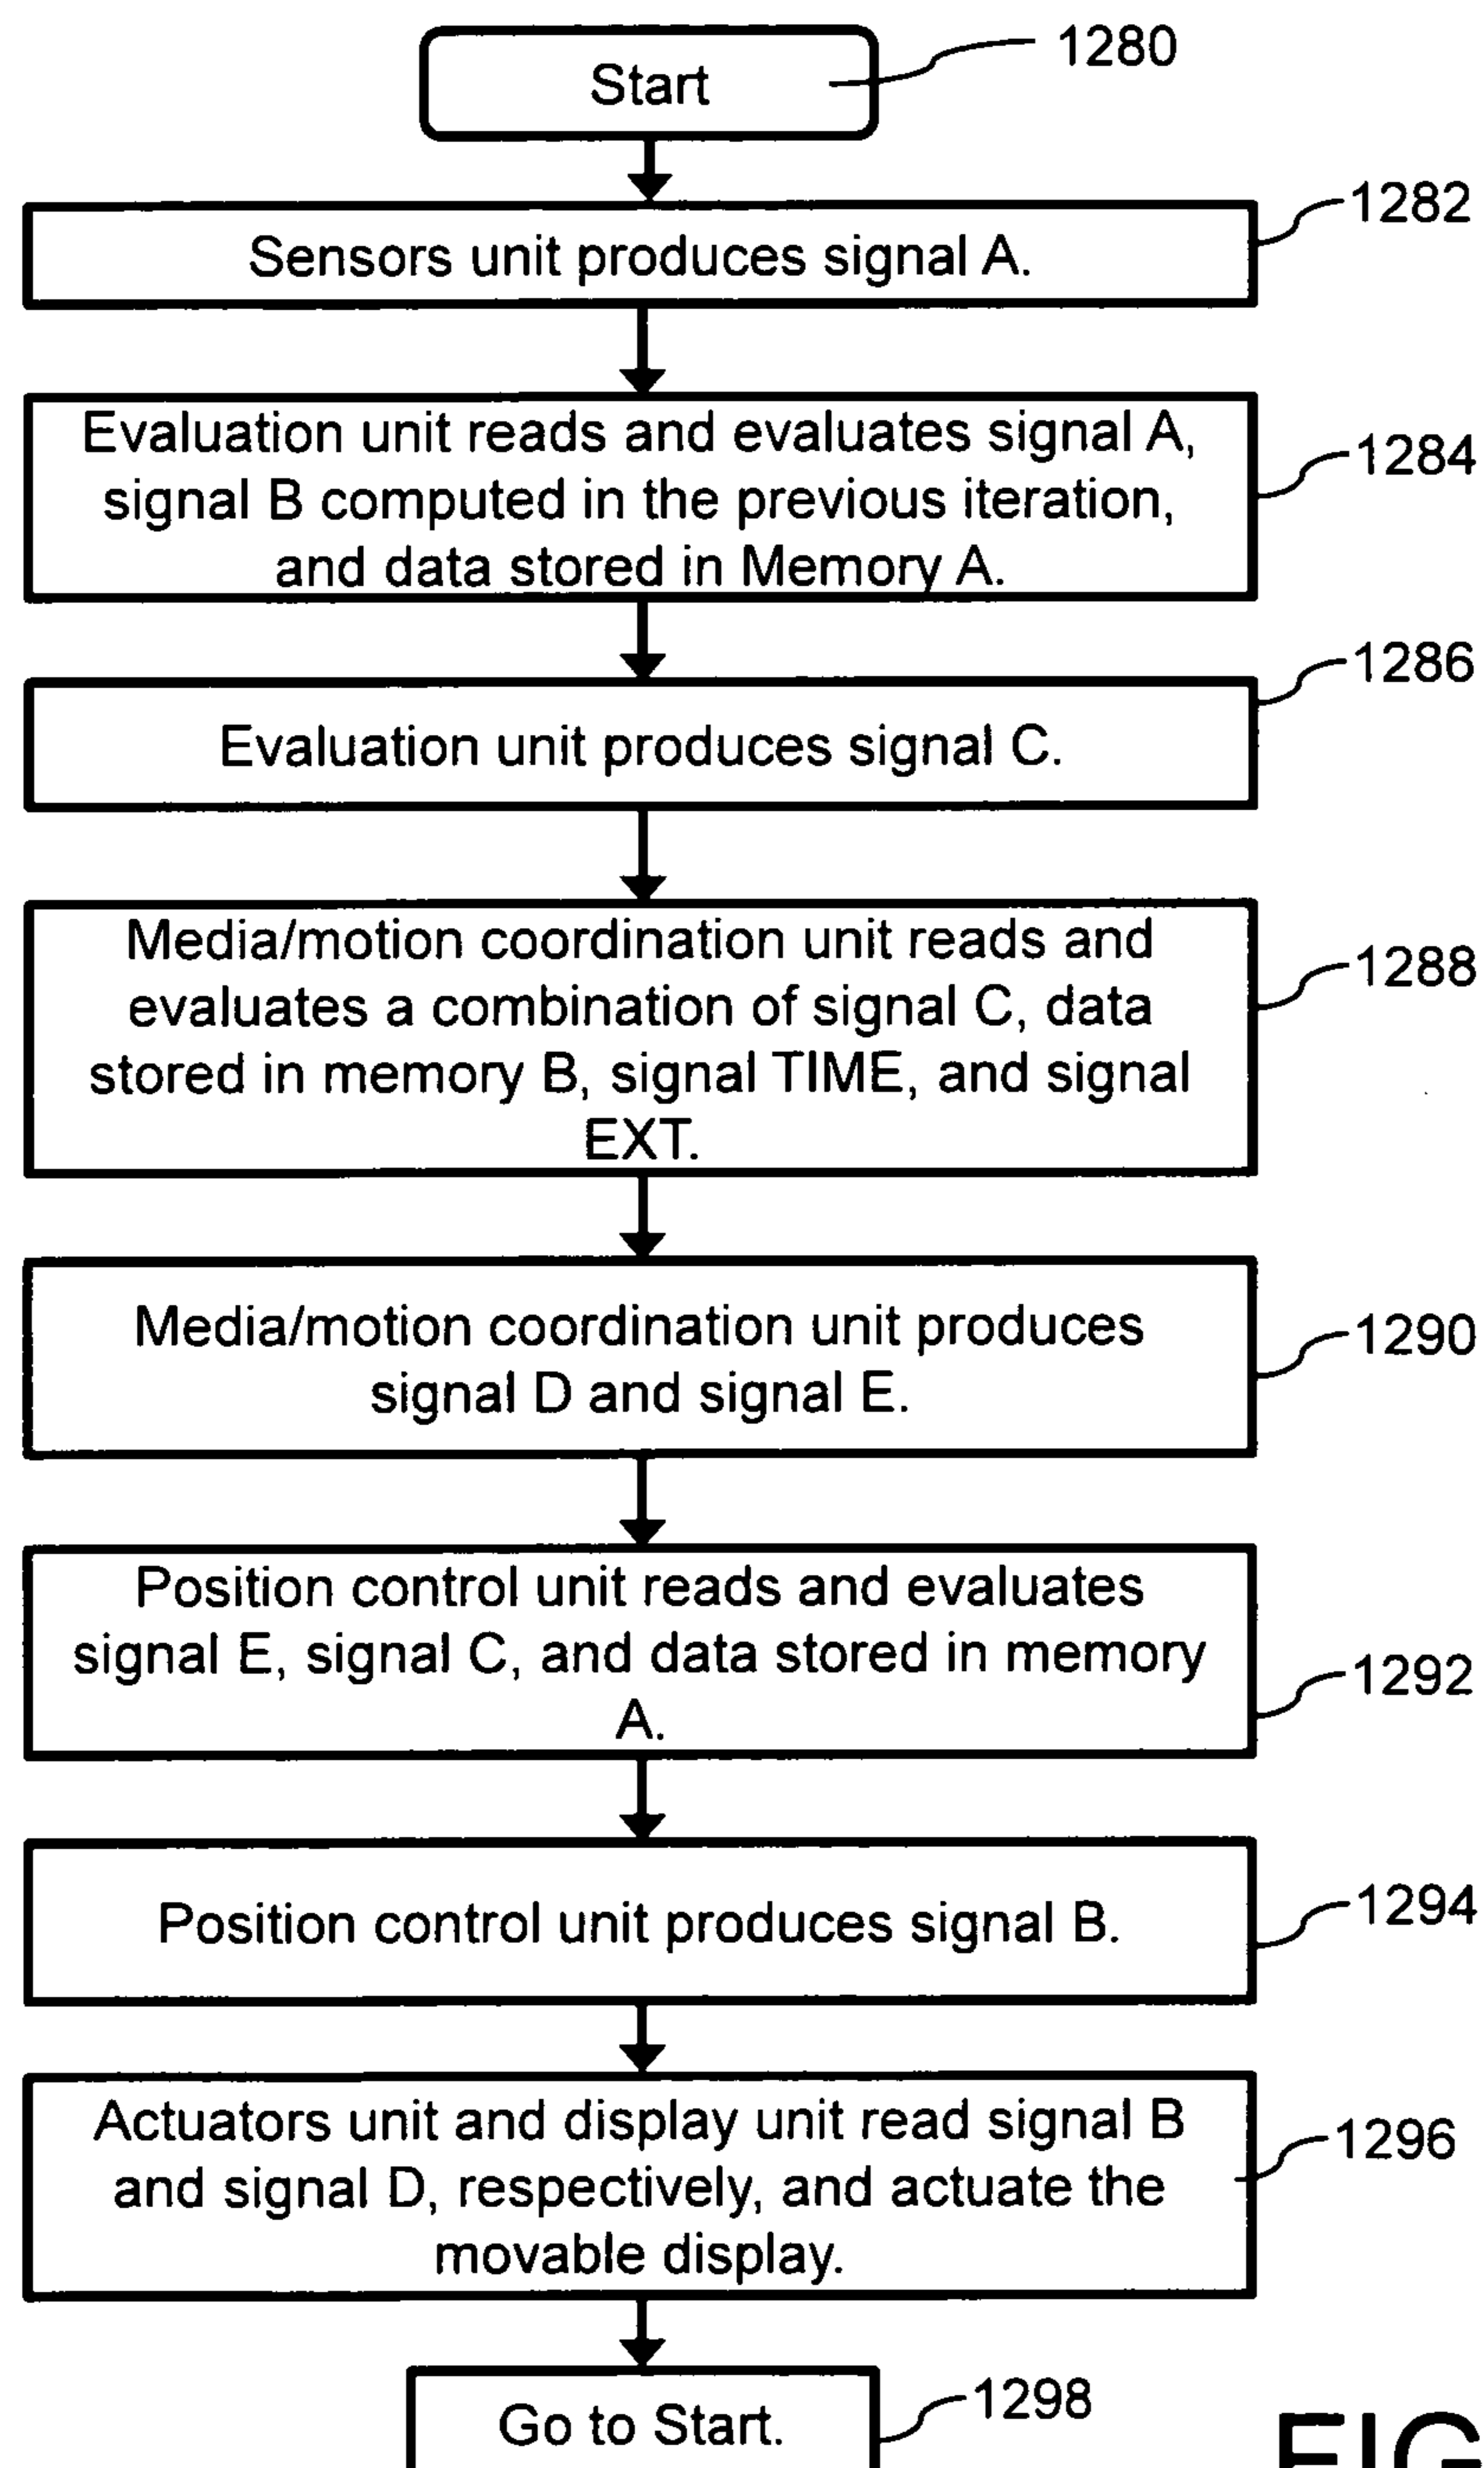 Start
1280
Sensors unit produces signal A.
1282
Evaluation unit reads and evaluates signal A,
signal B computed in the previous iteration,
and data stored in Memory A.
1284
Evaluation unit produces signal C.
1286
Media/motion coordination unit reads and
evaluates a combination of signal C, data
stored in memory B, signal TIME, and signal
EXT.
1288
Media/motion coordination unit produces
signal D and signal E.
1290
Position control unit reads and evaluates
signal E, signal C, and data stored in memory
A.
1292
Position control unit produces signal B.
1294
Actuators unit and display unit read signal B
and signal D, respectively, and actuate the
movable display.
1296
Go to Start.
1298
FIG